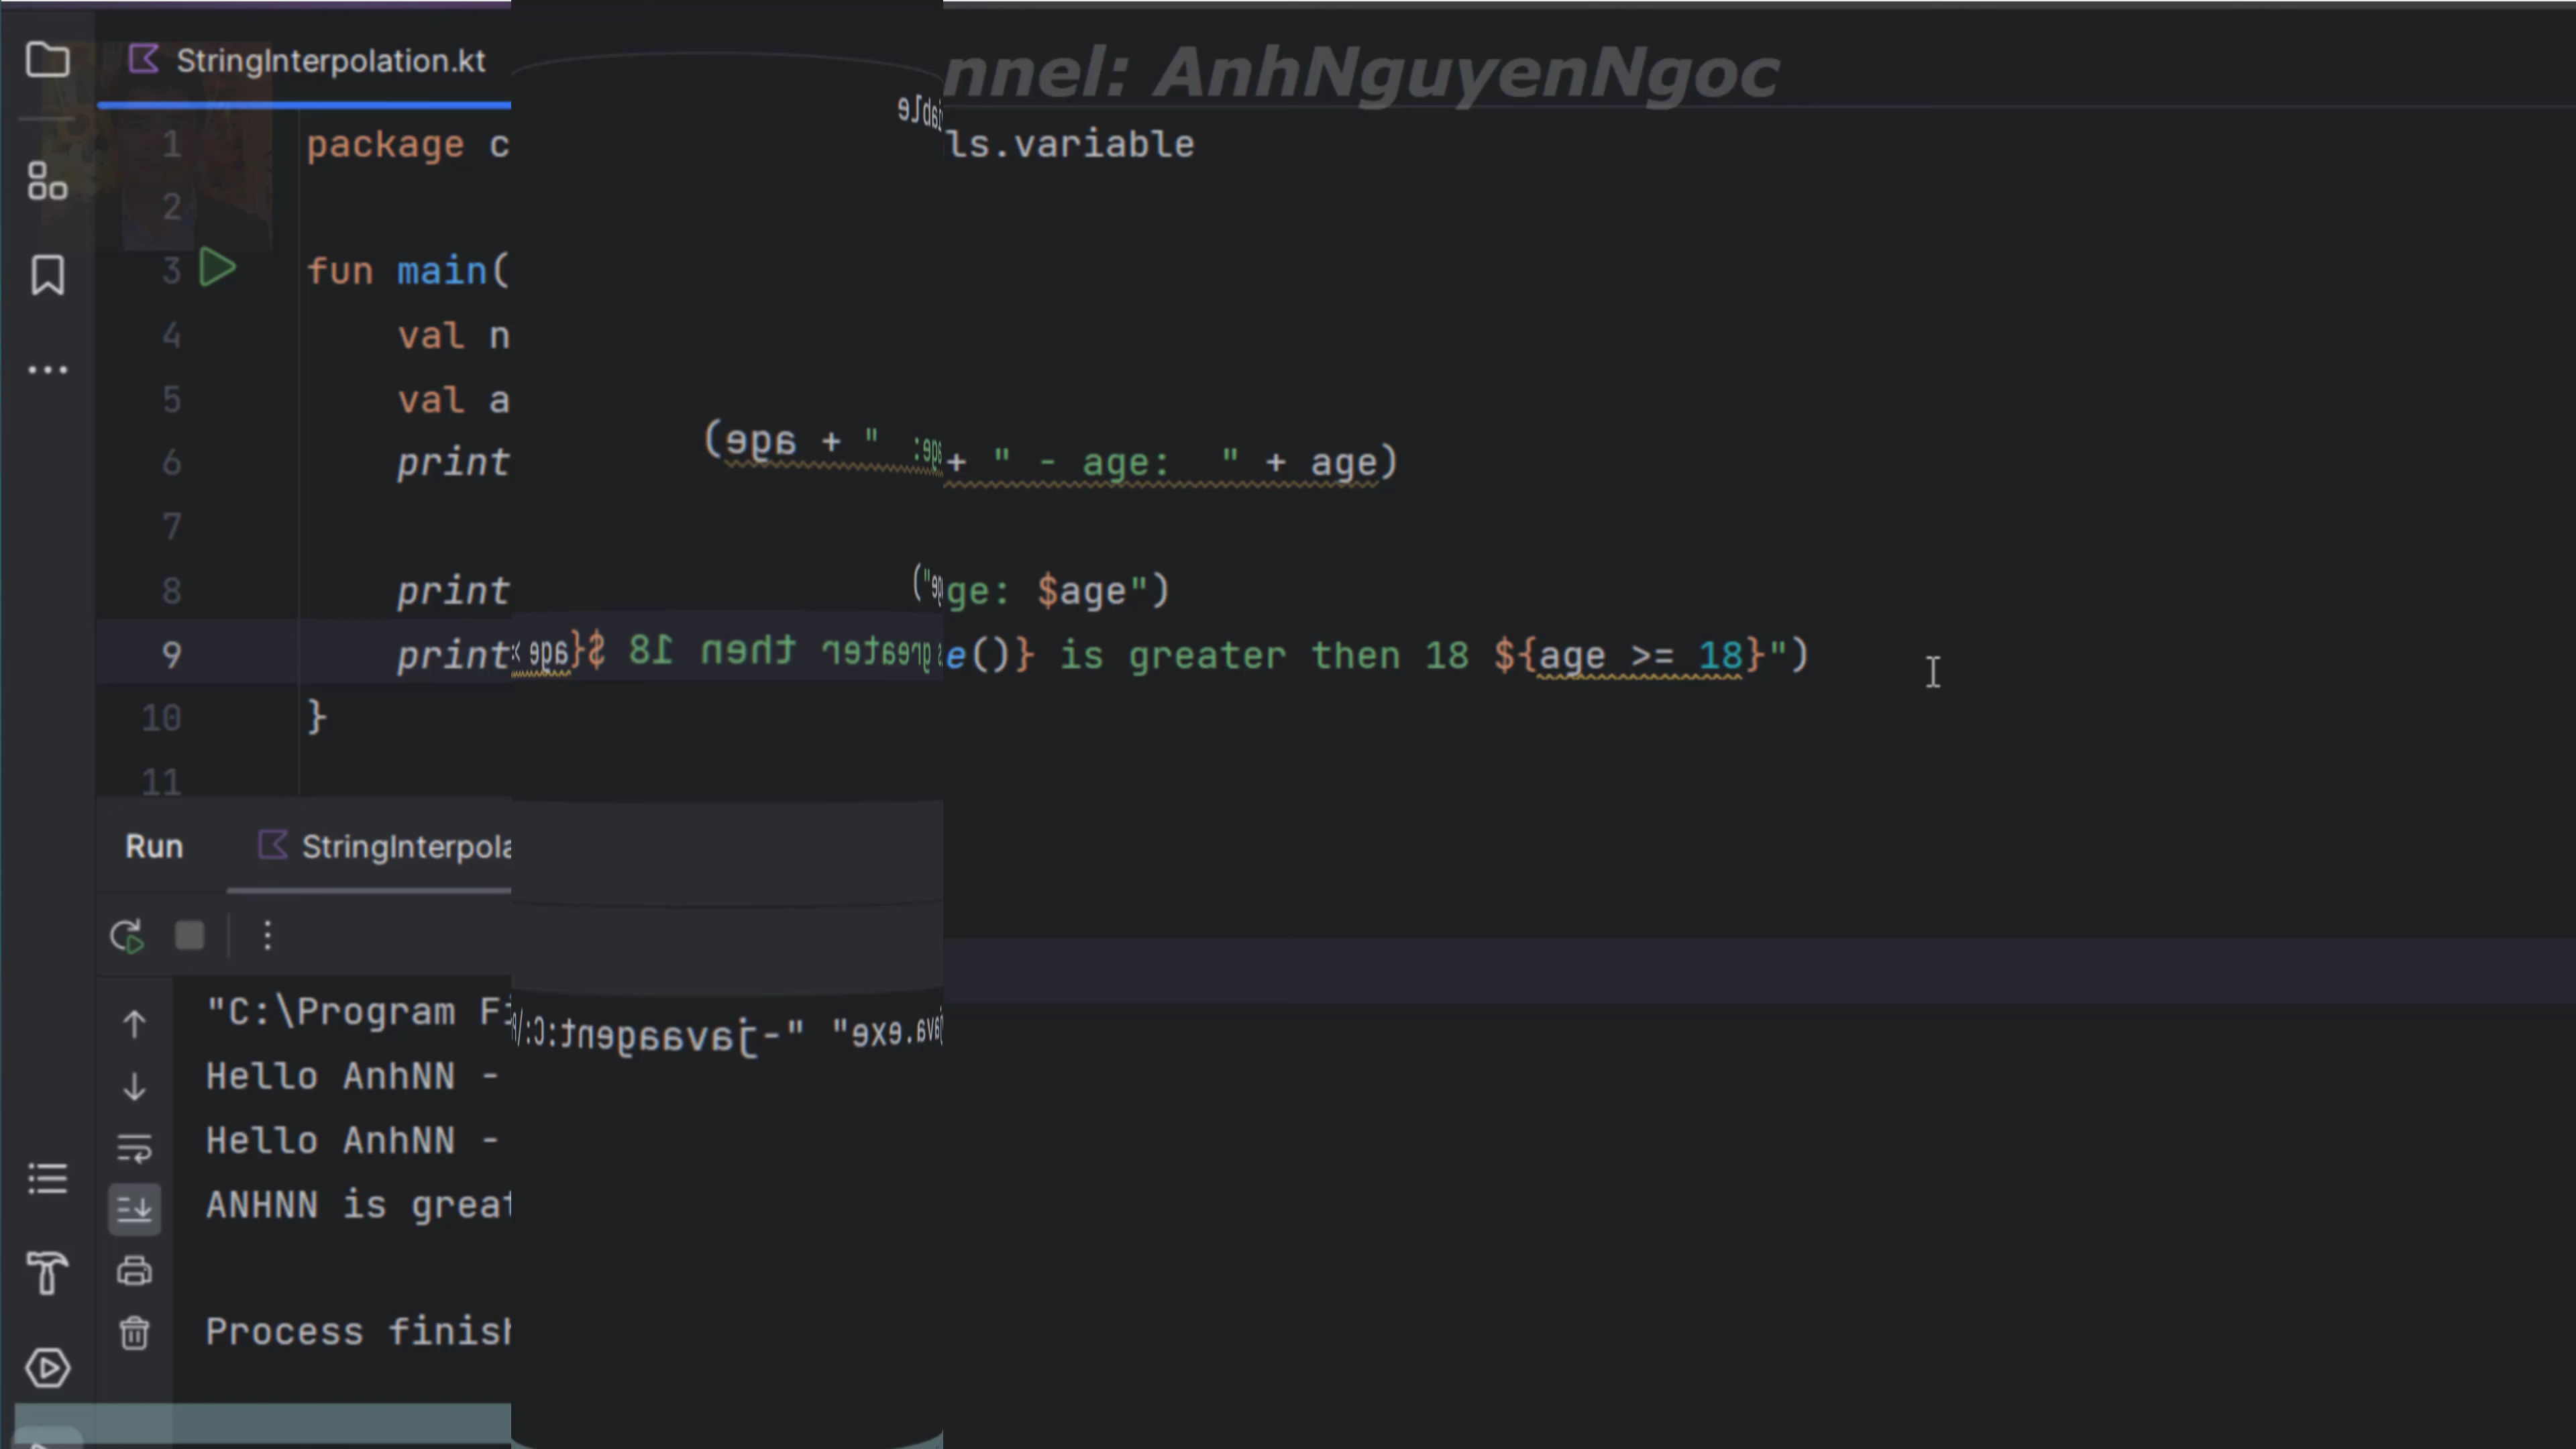 StringInterpolation.kt
nnel: AnhNguyenNgoc
1 package c ls.variable
2
3 fun main(
4 val n
5 val a
6 print + " - age:  " + age)
7
8 print ge: $age")
9 print e()} is greater then 18 ${age >= 18}")
10 }
11
Run StringInterpola
"C:\Program Fi "-javaagent:C:/
Hello AnhNN -
Hello AnhNN -
ANHNN is great
Process finish